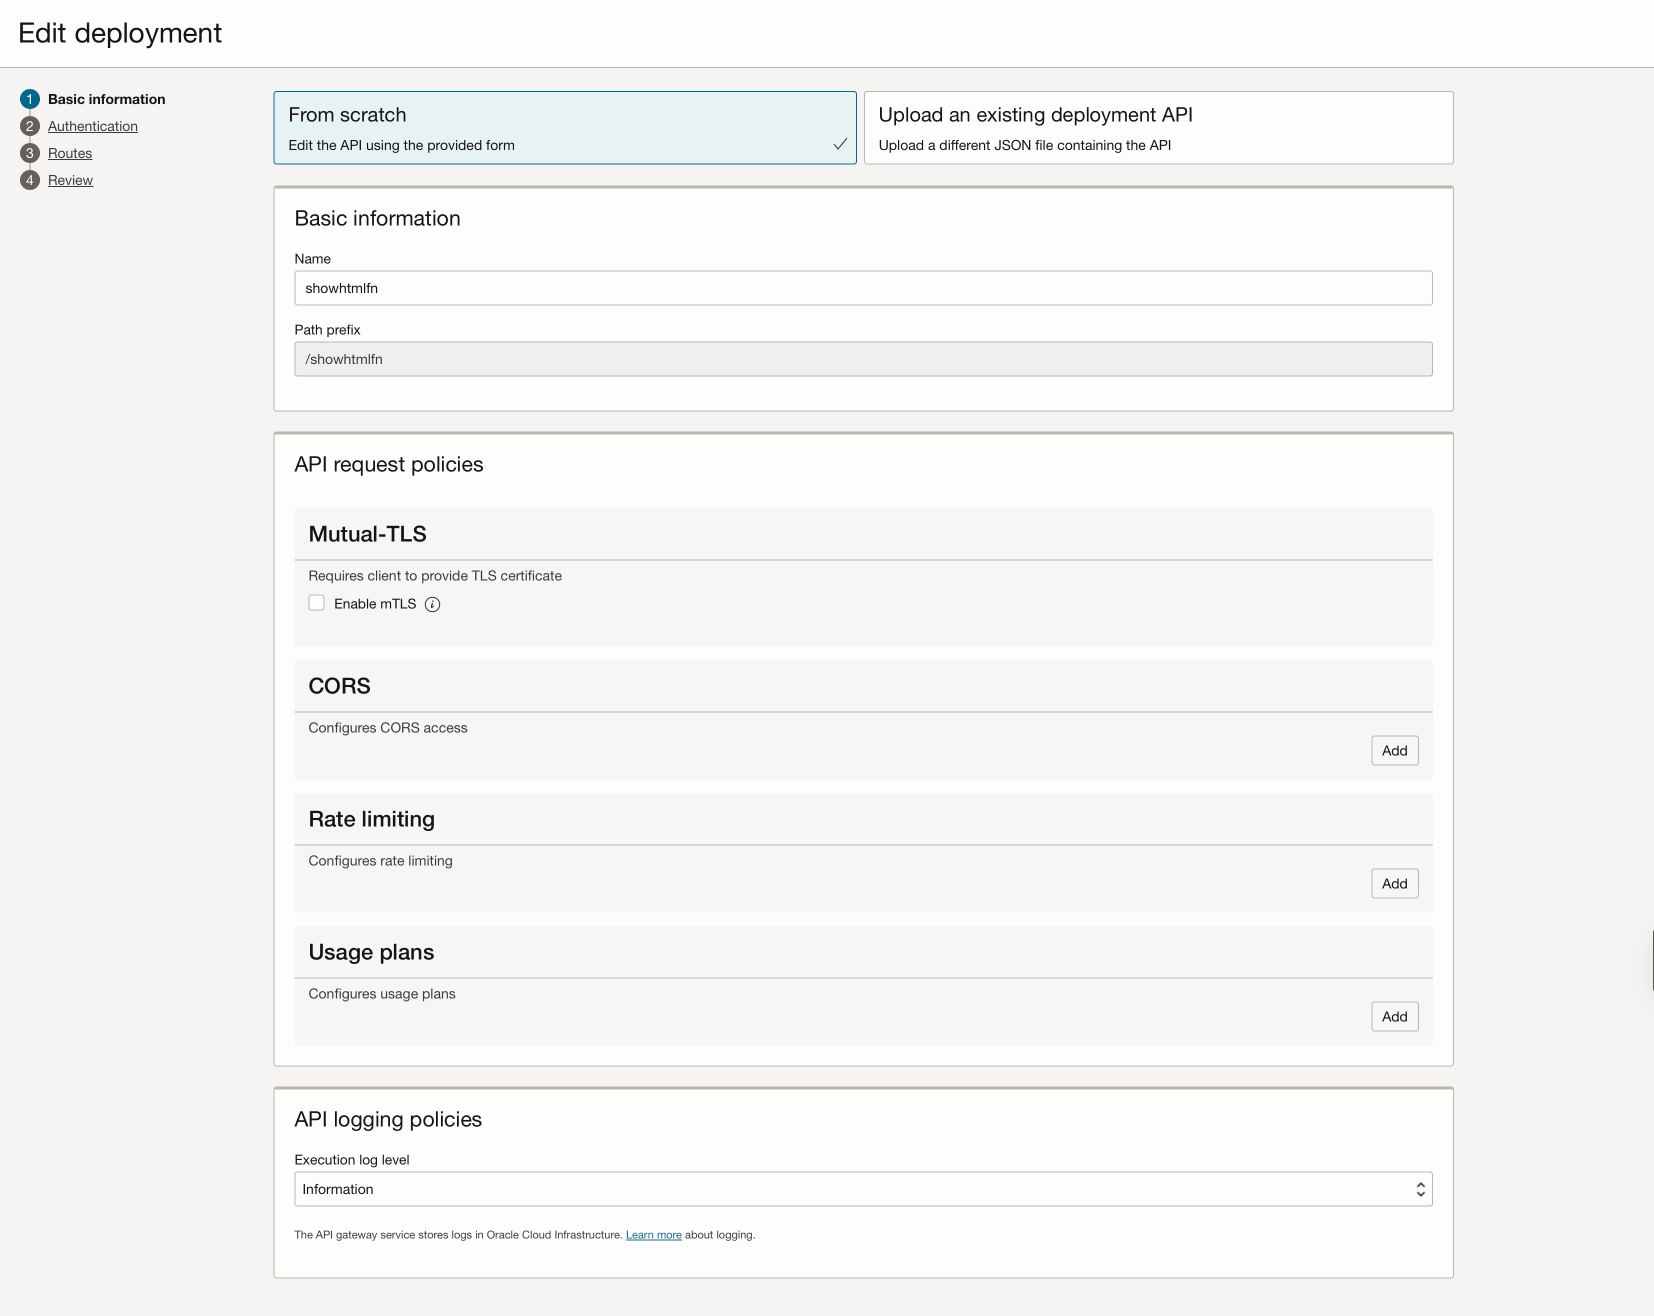 Edit deployment
1 Basic information
2 Authentication
3 Routes
4 Review
From scratch
Edit the API using the provided form
Upload an existing deployment API
Upload a different JSON file containing the API
Basic information
Name
showhtmlfn
Path prefix
/showhtmlfn
API request policies
Mutual-TLS
Requires client to provide TLS certificate
Enable mTLS
CORS
Configures CORS access
Add
Rate limiting
Configures rate limiting
Add
Usage plans
Configures usage plans
Add
API logging policies
Execution log level
Information
The API gateway service stores logs in Oracle Cloud Infrastructure. Learn more about logging.